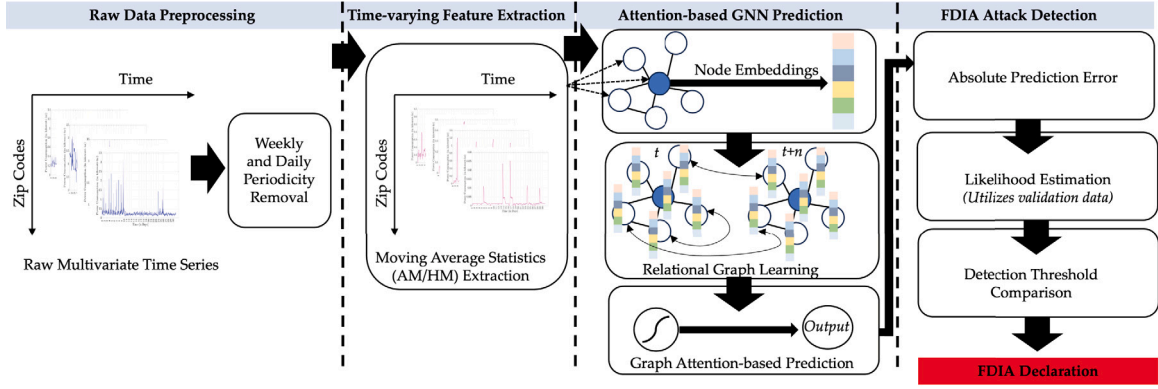 Raw Data Preprocessing
Time
Zip Codes
Weekly
and Daily
Periodicity
Removal
Raw Multivariate Time Series
Time-varying Feature Extraction
Time
Zip Codes
Moving Average Statistics
(AM/HM) Extraction
Attention-based GNN Prediction
Node Embeddings
t
t+n
Relational Graph Learning
Output
Graph Attention-based Prediction
FDIA Attack Detection
Absolute Prediction Error
Likelihood Estimation
(Utilizes validation data)
Detection Threshold
Comparison
FDIA Declaration